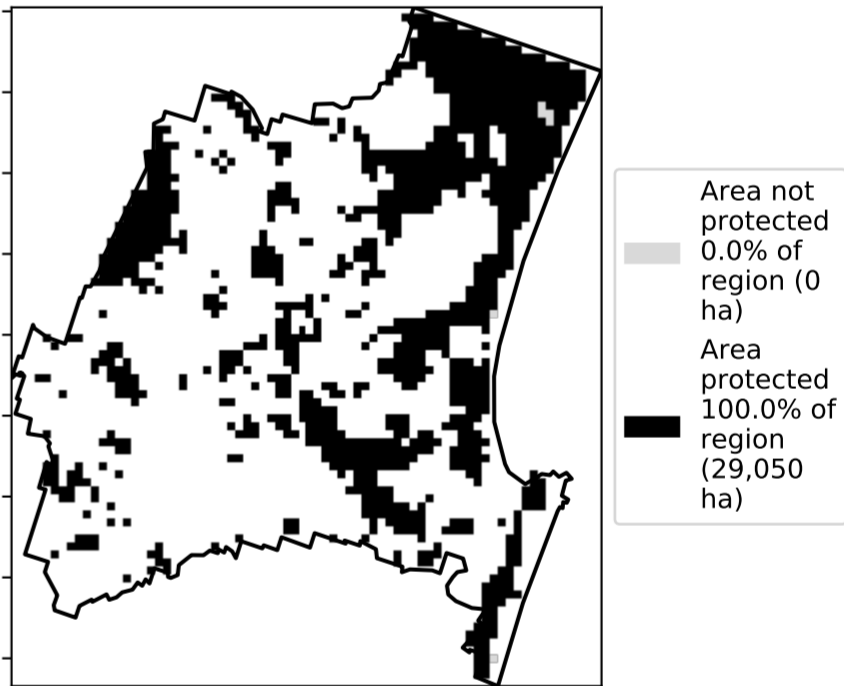 Area not
protected
0.0% of
region (0
ha)
Area
protected
100.0% of
region
(29,050
ha)